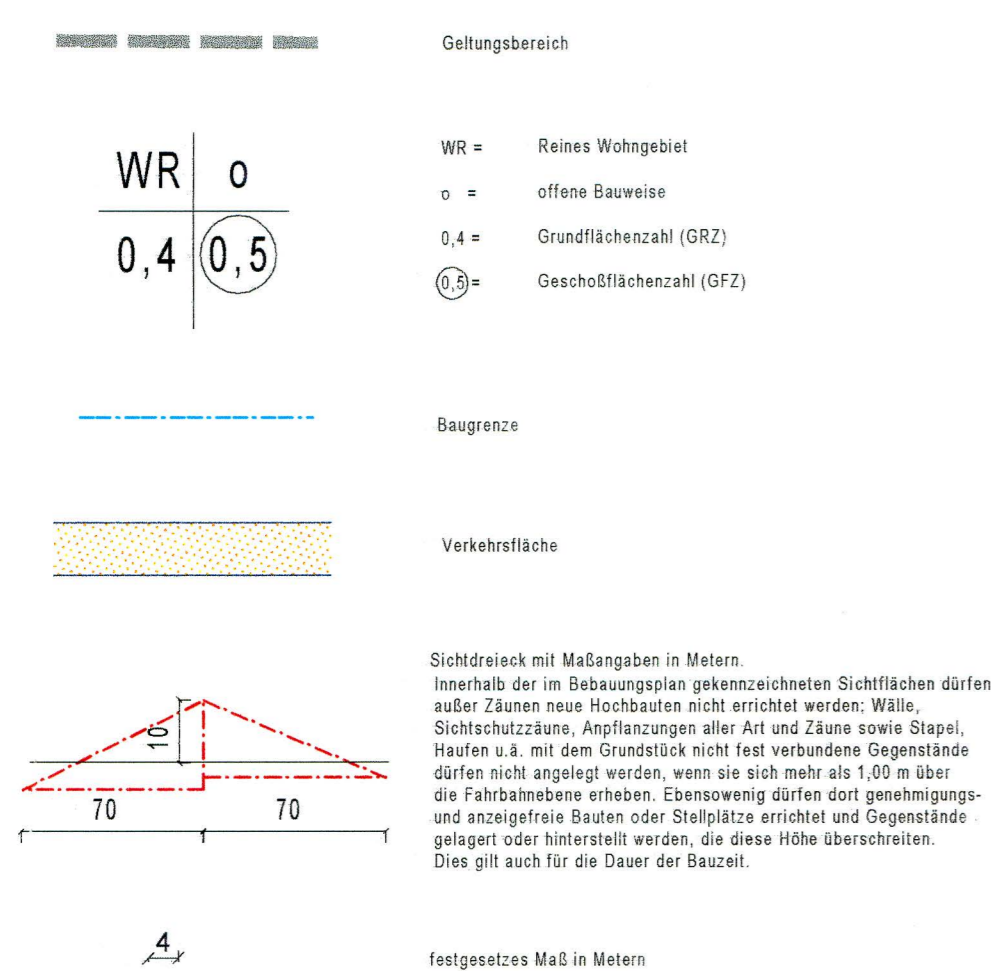 Geltungsbereich
WR o
0,4 0,5
WR = Reines Wohngebiet
o = offene Bauweise
0,4 = Grundflächenzahl (GRZ)
0,5 = Geschoßflächenzahl (GFZ)
Baugrenze
Verkehrsfläche
10
70 70
Sichtdreieck mit Maßangaben in Metern.
Innerhalb der im Bebauungsplan gekennzeichneten Sichtflächen dürfen
außer Zäunen neue Hochbauten nicht errichtet werden; Wälle,
Sichtschutzzäune, Anpflanzungen aller Art und Zäune sowie Stapel,
Haufen u.ä. mit dem Grundstück nicht fest verbundene Gegenstände
dürfen nicht angelegt werden, wenn sie sich mehr als 1,00 m über
die Fahrbahnebene erheben. Ebensowenig dürfen dort genehmigungs-
und anzeigefreie Bauten oder Stellplätze errichtet und Gegenstände
gelagert oder hinterstellt werden, die diese Höhe überschreiten.
Dies gilt auch für die Dauer der Bauzeit.
4
festgesetzes Maß in Metern